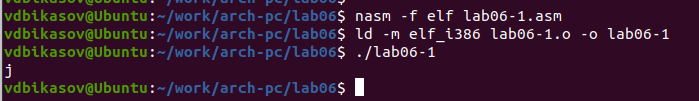 vdbikasov@Ubuntu:~/work/arch-pc/lab06$ nasm -f elf lab06-1.asm
vdbikasov@Ubuntu:~/work/arch-pc/lab06$ ld -m elf_i386 lab06-1.o -o lab06-1
vdbikasov@Ubuntu:~/work/arch-pc/lab06$ ./lab06-1
j
vdbikasov@Ubuntu:~/work/arch-pc/lab06$